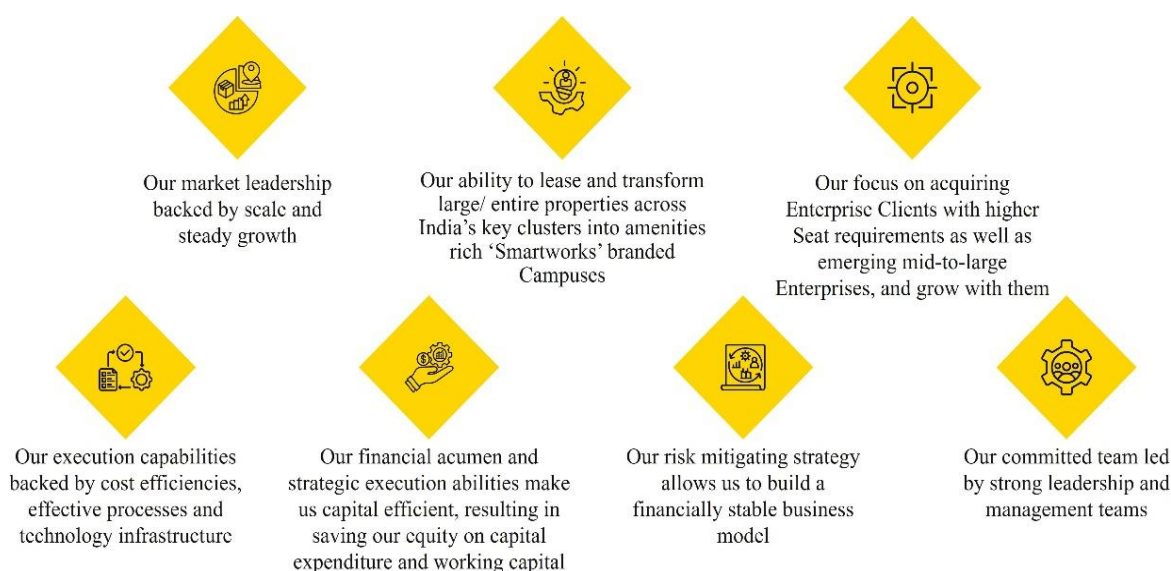 Our market leadership
backed by scale and
steady growth
Our ability to lease and transform
large/ entire properties across
India's key clusters into amenities
rich 'Smartworks' branded
Campuses
Our focus on acquiring
Enterprise Clients with higher
Seat requirements as well as
emerging mid-to-large
Enterprises, and grow with them
Our execution capabilities
backed by cost efficiencies,
effective processes and
technology infrastructure
Our financial acumen and
strategic execution abilities make
us capital efficient, resulting in
saving our equity on capital
expenditure and working capital
Our risk mitigating strategy
allows us to build a
financially stable business
model
Our committed team led
by strong leadership and
management teams